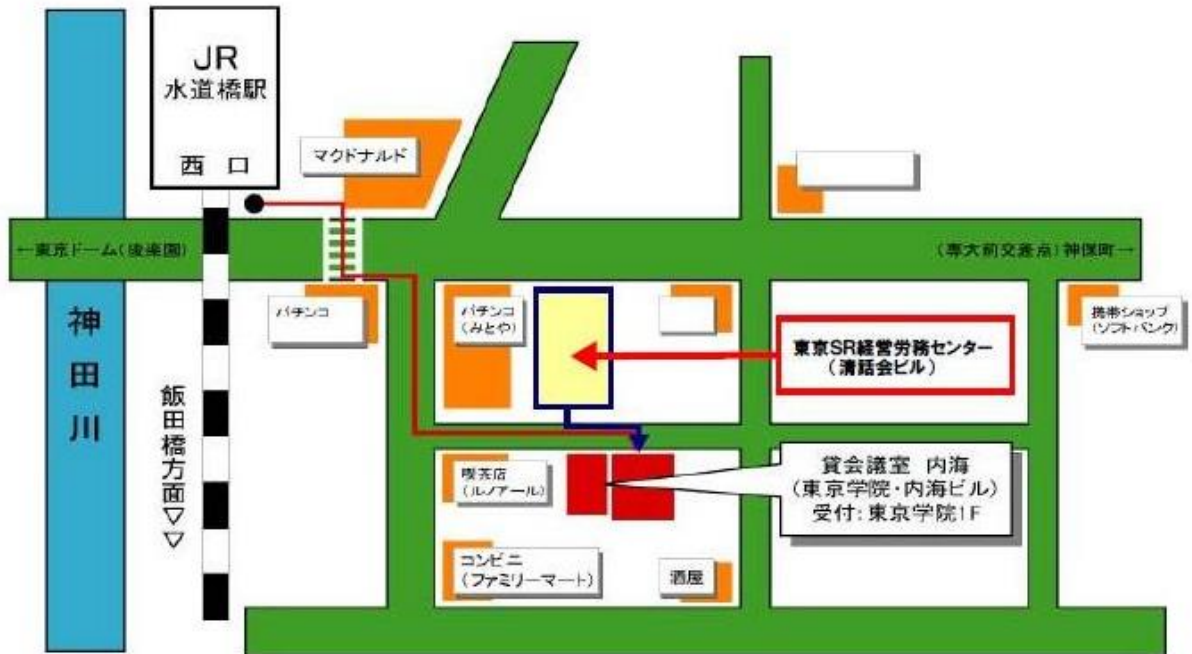 JR
水道橋駅
西 口
マクドナルド
←東京ドーム(後楽園)
(専大前交差点)神保町→
神田川
飯田橋方面▽▽
パチンコ
パチンコ
(みとや)
東京SR経営労務センター
(清話会ビル)
携帯ショップ
(ソフトバンク)
喫茶店
(ルノアール)
貸会議室 内海
(東京学院・内海ビル)
受付:東京学院1F
コンビニ
(ファミリーマート)
酒屋